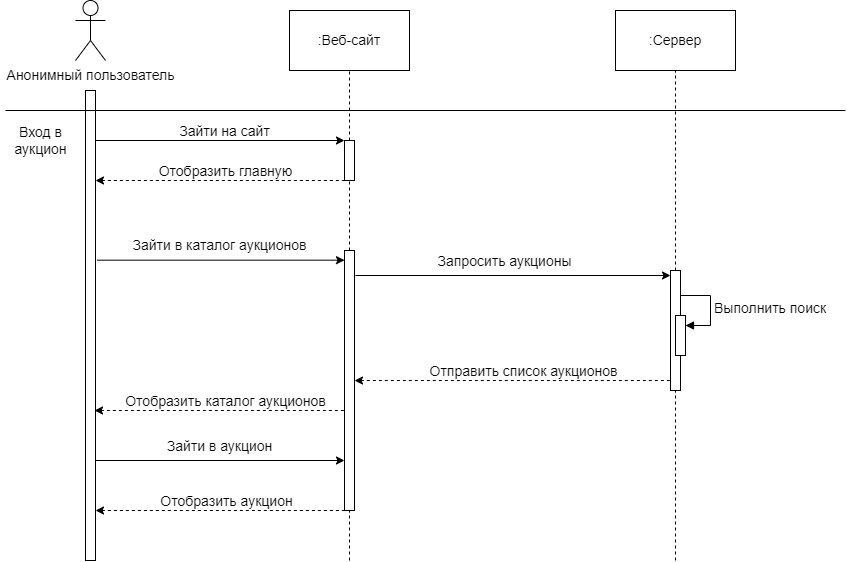 Анонимный пользователь
:Веб-сайт
:Сервер
Вход в
аукцион
Зайти на сайт
Отобразить главную
Зайти в каталог аукционов
Запросить аукционы
Выполнить поиск
Отправить список аукционов
Отобразить каталог аукционов
Зайти в аукцион
Отобразить аукцион